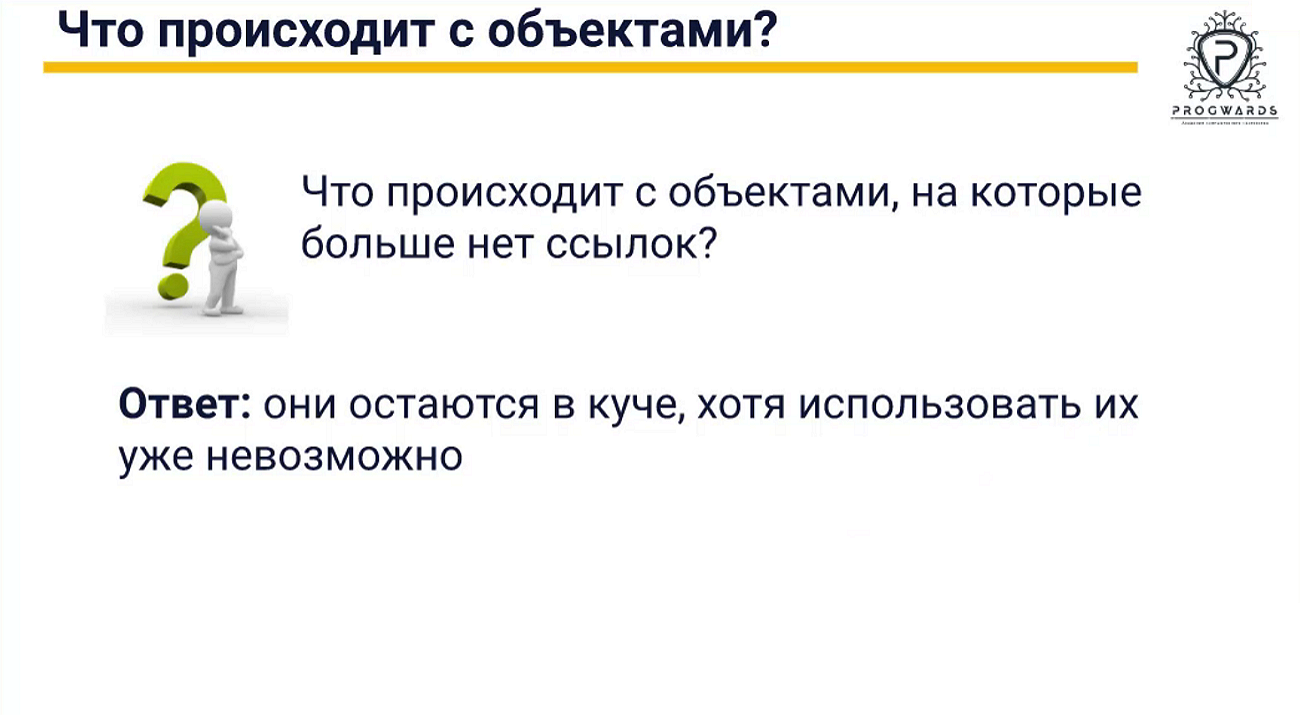 Что происходит с объектами?
PROGWARDS
Что происходит с объектами, на которые
больше нет ссылок?
Ответ: они остаются в куче, хотя использовать их
уже невозможно